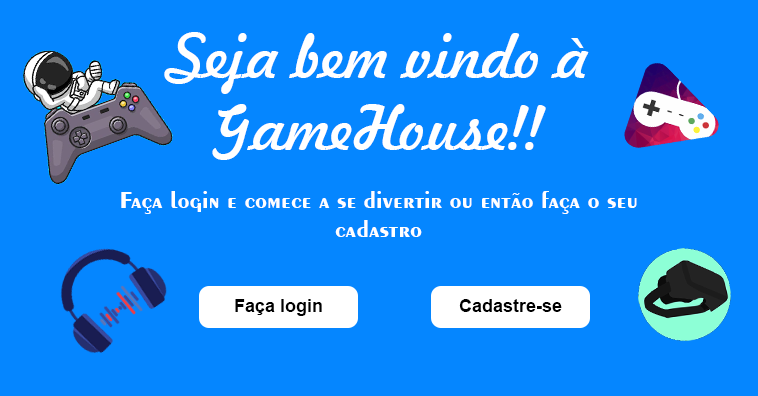 Seja bem vindo à
GameHouse!!
Faça login e comece a se divertir ou então faça o seu
cadastro
Faça login
Cadastre-se